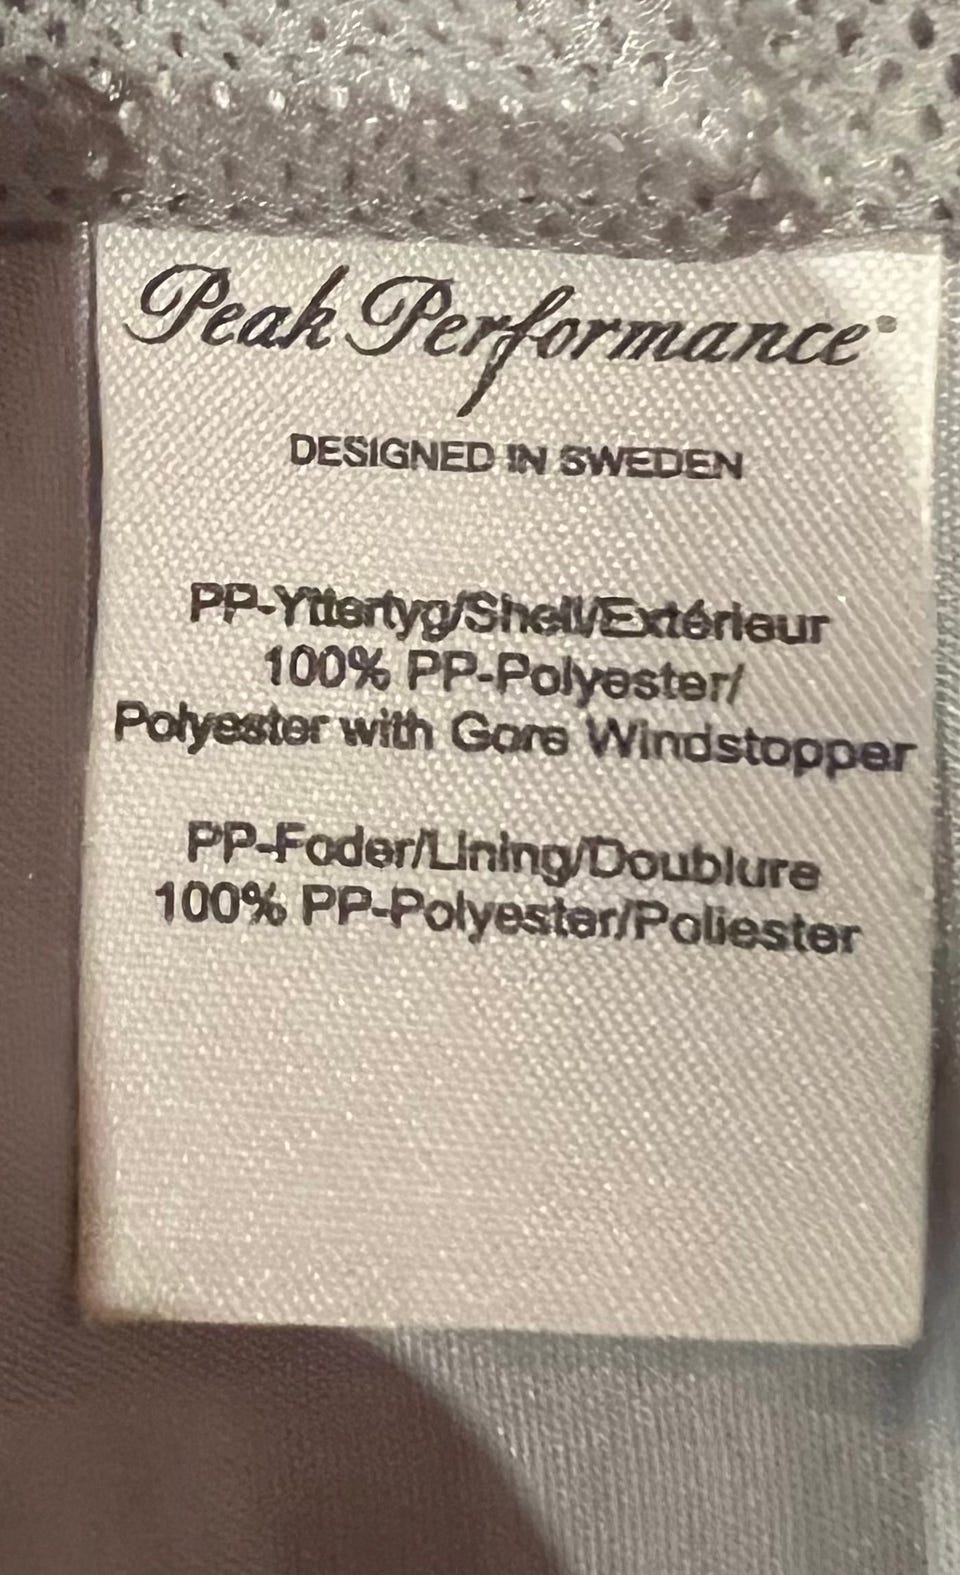 Peak Performance®
DESIGNED IN SWEDEN
PP-Yttertyg/Shell/Extérieur
100% PP-Polyester/
Polyester with Gore Windstopper
PP-Foder/Lining/Doublure
100% PP-Polyester/Poliester